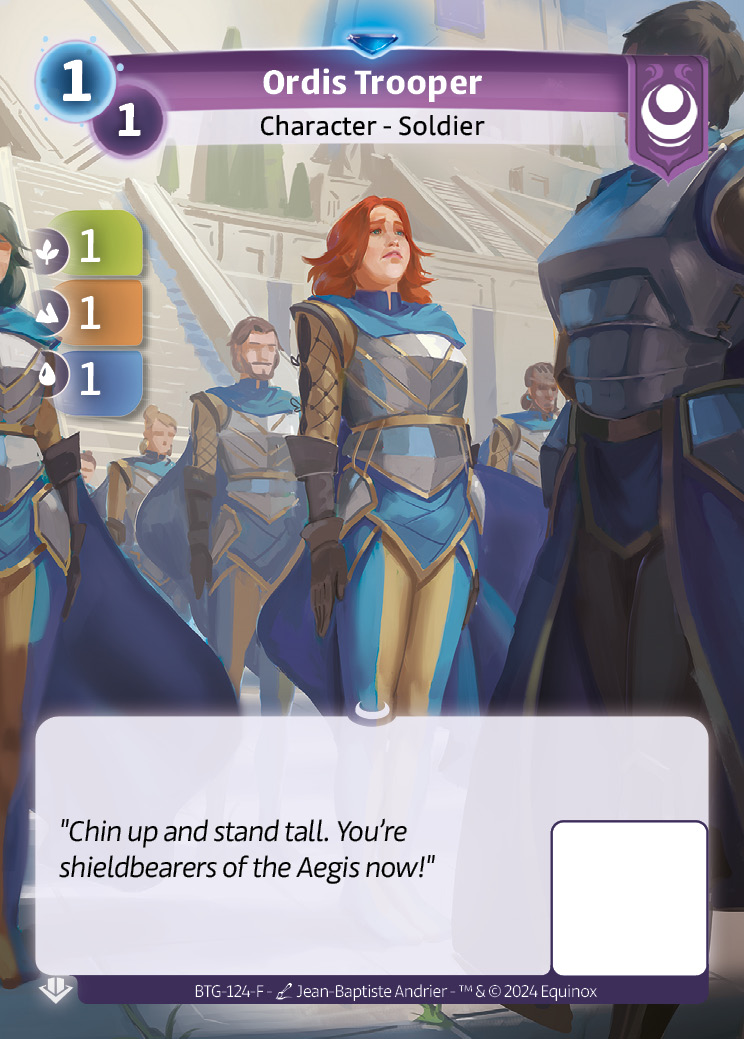 1
Ordis Trooper
1
Character - Soldier
1
1
1
"Chin up and stand tall. You’re
shieldbearers of the Aegis now!"
BTG-124-F - Jean-Baptiste Andrier - ™ & © 2024 Equinox